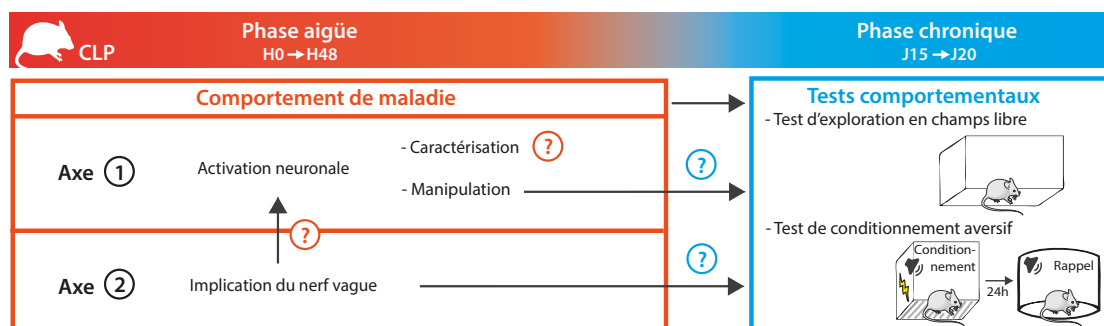 CLP
Phase aigüe
H0 → H48
Phase chronique
J15 → J20
Comportement de maladie
Axe 1
Activation neuronale
- Caractérisation ?
- Manipulation
?
?
Axe 2
Implication du nerf vague
?
Tests comportementaux
- Test d'exploration en champs libre
- Test de conditionnement aversif
Condition-
nement
24h
Rappel